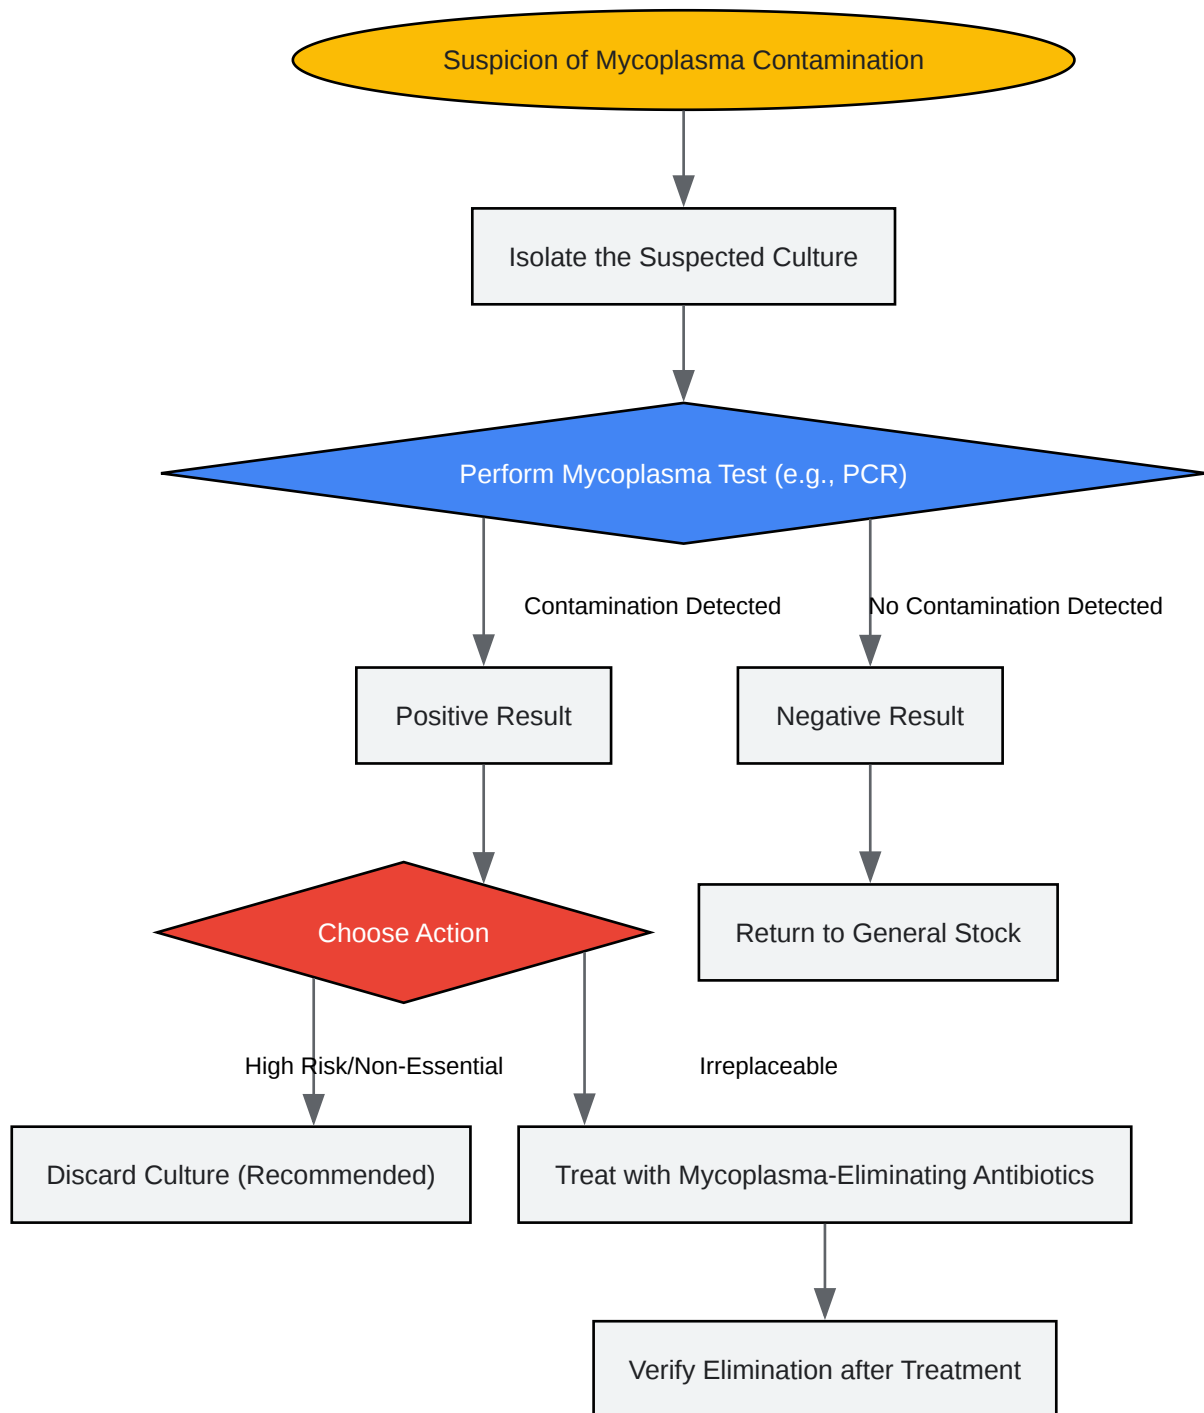 Suspicion of Mycoplasma Contamination
Isolate the Suspected Culture
Perform Mycoplasma Test (e.g., PCR)
Contamination Detected
No Contamination Detected
Positive Result
Negative Result
Choose Action
Return to General Stock
High Risk/Non-Essential
Irreplaceable
Discard Culture (Recommended)
Treat with Mycoplasma-Eliminating Antibiotics
Verify Elimination after Treatment